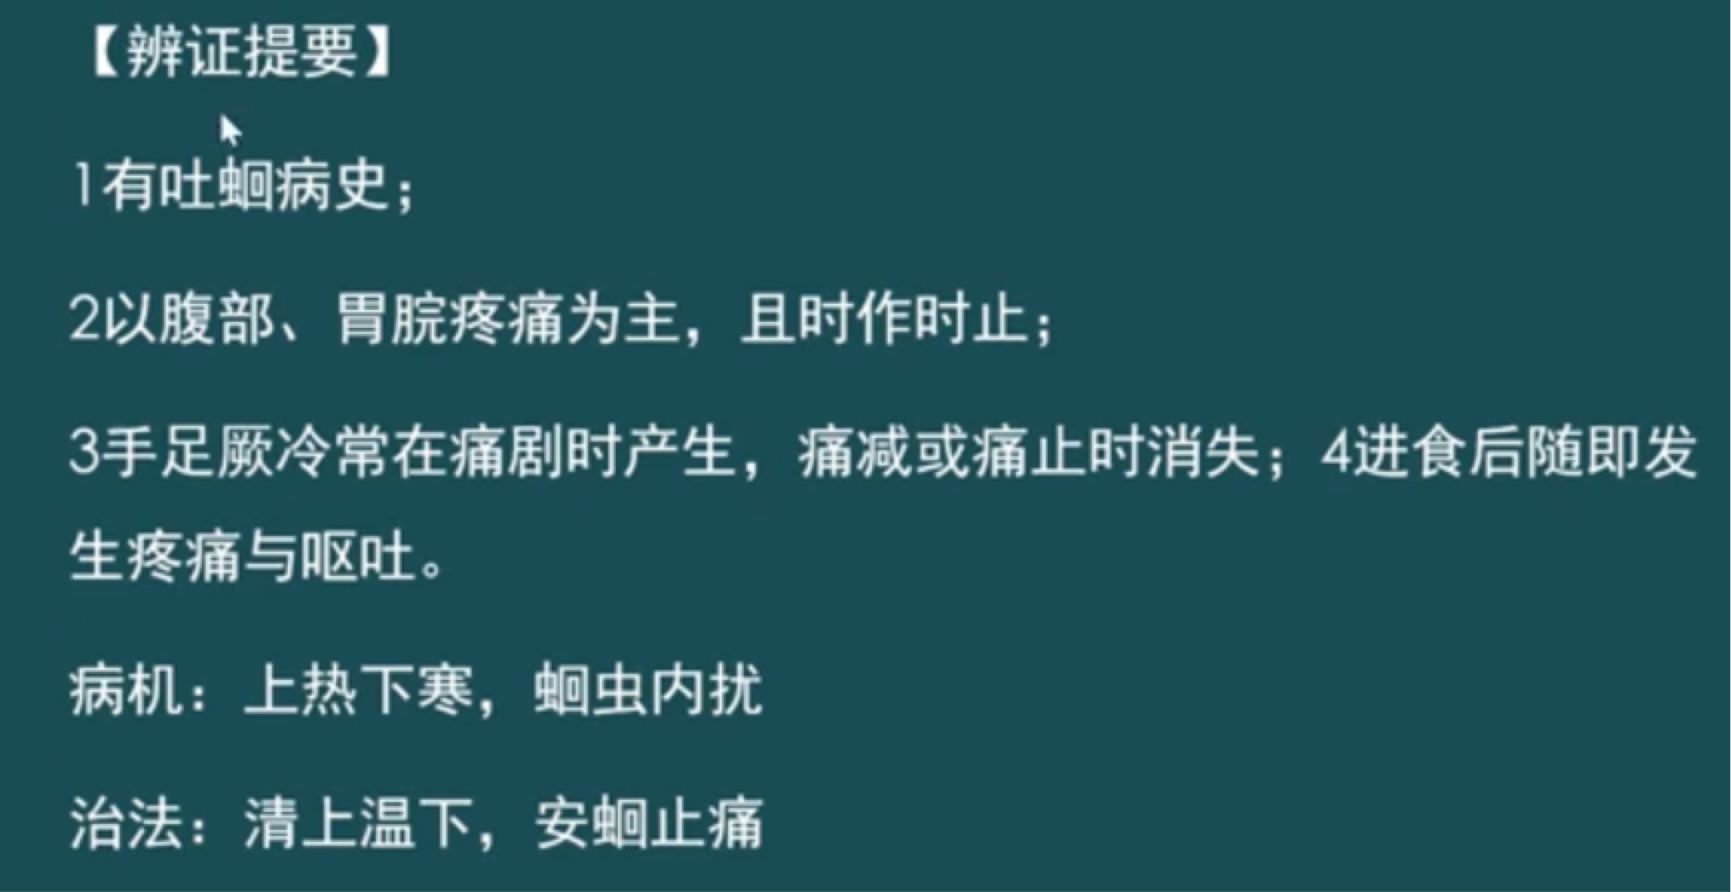 【辨证提要】
1有吐蛔病史；
2以腹部、胃脘疼痛为主，且时作时止；
3手足厥冷常在痛剧时产生，痛减或痛止时消失；4进食后随即发
生疼痛与呕吐。
病机：上热下寒，蛔虫内扰
治法：清上温下，安蛔止痛